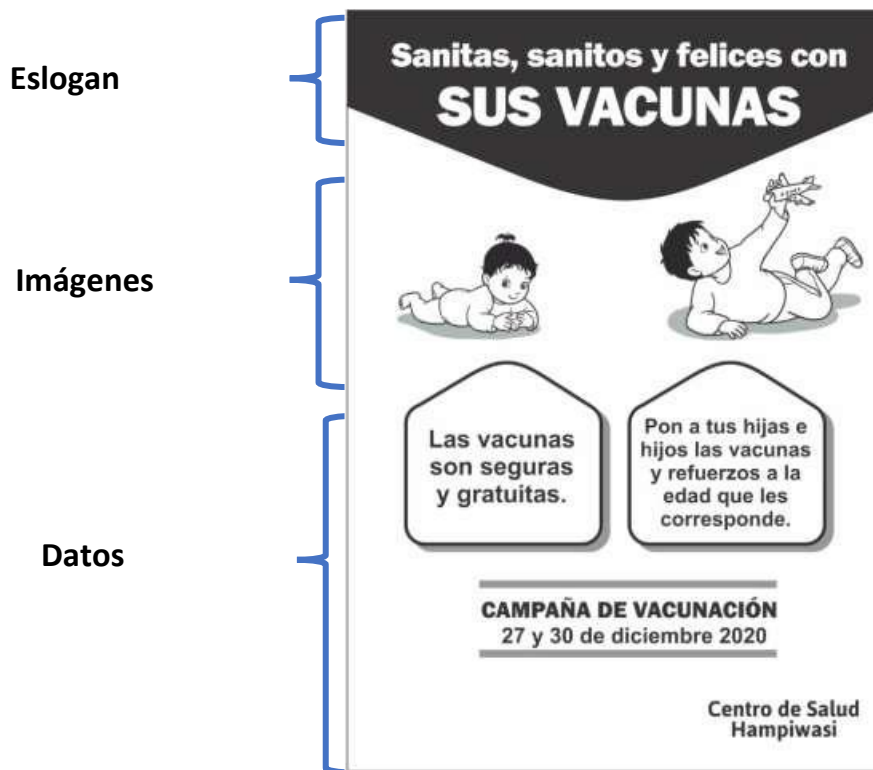 Eslogan
Sanitas, sanitos y felices con
SUS VACUNAS
Imágenes
Datos
Las vacunas
son seguras
y gratuitas.
Pon a tus hijas e
hijos las vacunas
y refuerzos a la
edad que les
corresponde.
CAMPAÑA DE VACUNACIÓN
27 y 30 de diciembre 2020
Centro de Salud
Hampiwasi